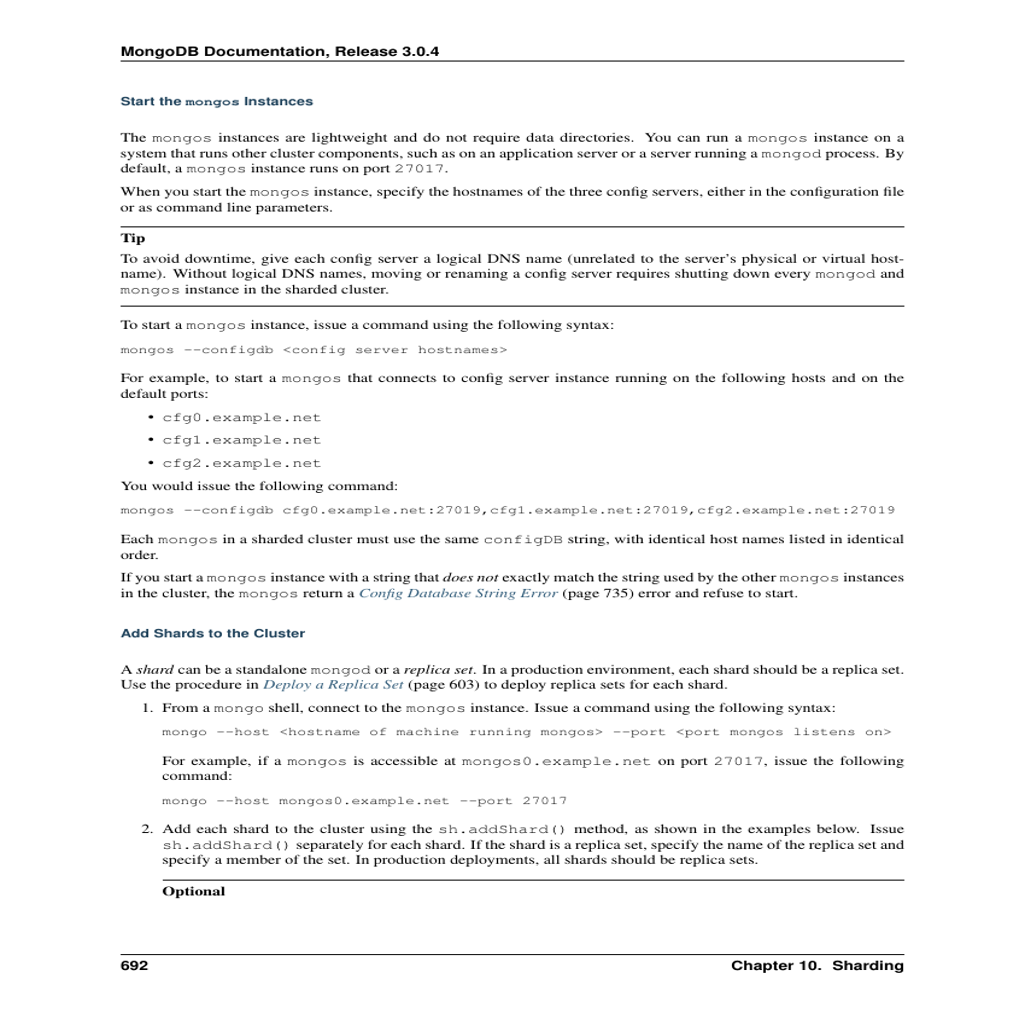 MongoDB Documentation, Release 3.0.4
Start the mongos Instances
The mongos instances are lightweight and do not require data directories. You can run a mongos instance on a
system that runs other cluster components, such as on an application server or a server running a mongod process. By
default, a mongos instance runs on port 27017.
When you start the mongos instance, specify the hostnames of the three config servers, either in the configuration file
or as command line parameters.
Tip
To avoid downtime, give each config server a logical DNS name (unrelated to the server's physical or virtual host-
name). Without logical DNS names, moving or renaming a config server requires shutting down every mongod and
mongos instance in the sharded cluster.
To start a mongos instance, issue a command using the following syntax:
mongos --configdb <config server hostnames>
For example, to start a mongos that connects to config server instance running on the following hosts and on the
default ports:
• cfg0.example.net
• cfg1.example.net
• cfg2.example.net
You would issue the following command:
mongos --configdb cfg0.example.net:27019,cfg1.example.net:27019,cfg2.example.net:27019
Each mongos in a sharded cluster must use the same configDB string, with identical host names listed in identical
order.
If you start a mongos instance with a string that does not exactly match the string used by the other mongos instances
in the cluster, the mongos return a Config Database String Error (page 735) error and refuse to start.
Add Shards to the Cluster
A shard can be a standalone mongod or a replica set. In a production environment, each shard should be a replica set.
Use the procedure in Deploy a Replica Set (page 603) to deploy replica sets for each shard.
1. From a mongo shell, connect to the mongos instance. Issue a command using the following syntax:
mongo --host <hostname of machine running mongos> --port <port mongos listens on>
For example, if a mongos is accessible at mongos0.example.net on port 27017, issue the following
command:
mongo --host mongos0.example.net --port 27017
2. Add each shard to the cluster using the sh.addShard() method, as shown in the examples below. Issue
sh.addShard() separately for each shard. If the shard is a replica set, specify the name of the replica set and
specify a member of the set. In production deployments, all shards should be replica sets.
Optional
692 Chapter 10. Sharding